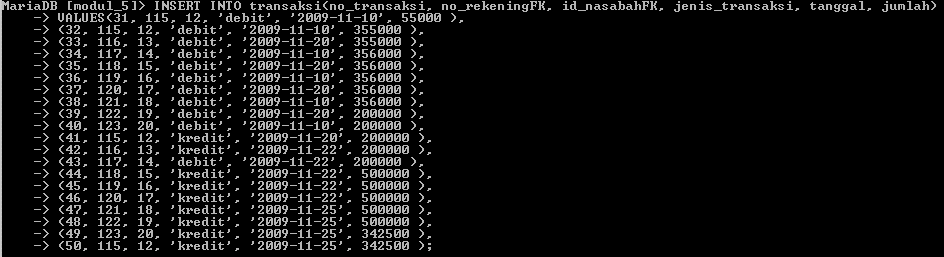 MariaDB [modul_5]> INSERT INTO transaksi(no_transaksi, no_rekeningFK, id_nasabahFK, jenis_transaksi, tanggal, jumlah)
    -> VALUES(31, 115, 12, 'debit', '2009-11-10', 55000 ),
    -> (32, 115, 12, 'debit', '2009-11-10', 355000 ),
    -> (33, 116, 13, 'debit', '2009-11-20', 355000 ),
    -> (34, 117, 14, 'debit', '2009-11-10', 356000 ),
    -> (35, 118, 15, 'debit', '2009-11-20', 356000 ),
    -> (36, 119, 16, 'debit', '2009-11-10', 356000 ),
    -> (37, 120, 17, 'debit', '2009-11-20', 356000 ),
    -> (38, 121, 18, 'debit', '2009-11-10', 356000 ),
    -> (39, 122, 19, 'debit', '2009-11-20', 200000 ),
    -> (40, 123, 20, 'debit', '2009-11-10', 200000 ),
    -> (41, 115, 12, 'kredit', '2009-11-20', 200000 ),
    -> (42, 116, 13, 'kredit', '2009-11-22', 200000 ),
    -> (43, 117, 14, 'debit', '2009-11-22', 200000 ),
    -> (44, 118, 15, 'kredit', '2009-11-22', 500000 ),
    -> (45, 119, 16, 'kredit', '2009-11-22', 500000 ),
    -> (46, 120, 17, 'kredit', '2009-11-22', 500000 ),
    -> (47, 121, 18, 'kredit', '2009-11-25', 500000 ),
    -> (48, 122, 19, 'kredit', '2009-11-25', 500000 ),
    -> (49, 123, 20, 'kredit', '2009-11-25', 342500 ),
    -> (50, 115, 12, 'kredit', '2009-11-25', 342500 );